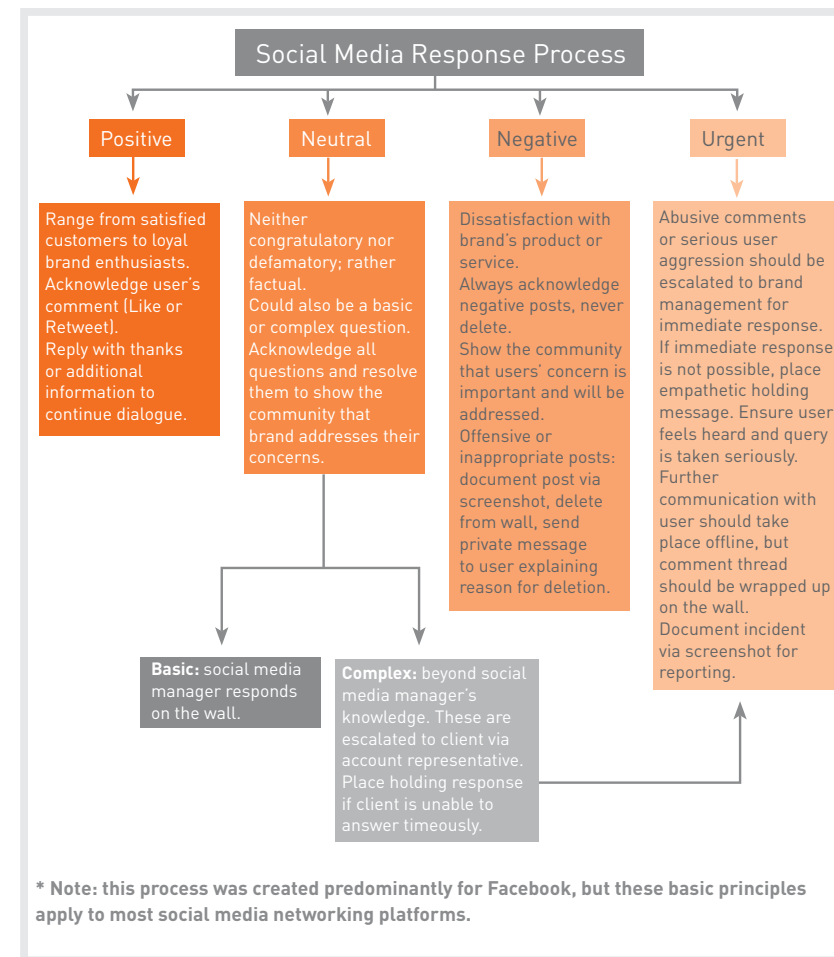 Social Media Response Process
Positive
Neutral
Negative
Urgent
Range from satisfied
customers to loyal
brand enthusiasts.
Acknowledge user's
comment (Like or
Retweet).
Reply with thanks
or additional
information to
continue dialogue.
Neither
congratulatory nor
defamatory; rather
factual.
Could also be a basic
or complex question.
Acknowledge all
questions and resolve
them to show the
community that
brand addresses their
concerns.
Dissatisfaction with
brand's product or
service.
Always acknowledge
negative posts, never
delete.
Show the community
that users' concern is
important and will be
addressed.
Offensive or
inappropriate posts:
document post via
screenshot, delete
from wall, send
private message
to user explaining
reason for deletion.
Abusive comments
or serious user
aggression should be
escalated to brand
management for
immediate response.
If immediate response
is not possible, place
empathetic holding
message. Ensure user
feels heard and query
is taken seriously.
Further
communication with
user should take
place offline, but
comment thread
should be wrapped up
on the wall.
Document incident
via screenshot for
reporting.
Basic: social media
manager responds
on the wall.
Complex: beyond social
media manager's
knowledge. These are
escalated to client via
account representative.
Place holding response
if client is unable to
answer timeously.
* Note: this process was created predominantly for Facebook, but these basic principles
apply to most social media networking platforms.